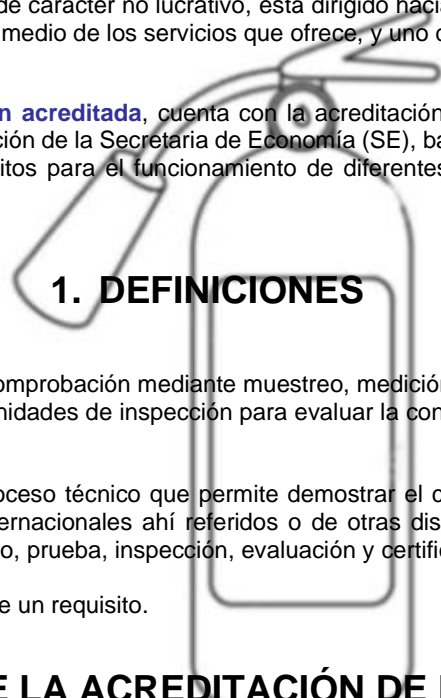 de carácter no lucrativo, está dirigido hacia
medio de los servicios que ofrece, y uno
acreditada, cuenta con la acreditación
ción de la Secretaria de Economía (SE),
itos para el funcionamiento de diferentes
1. DEFINICIONES
omprobación mediante muestreo, medición
nidades de inspección para evaluar la con
oceso técnico que permite demostrar el
ernacionales ahí referidos o de otras dis
o, prueba, inspección, evaluación y certific
e un requisito.
E LA ACREDITACIÓN DE